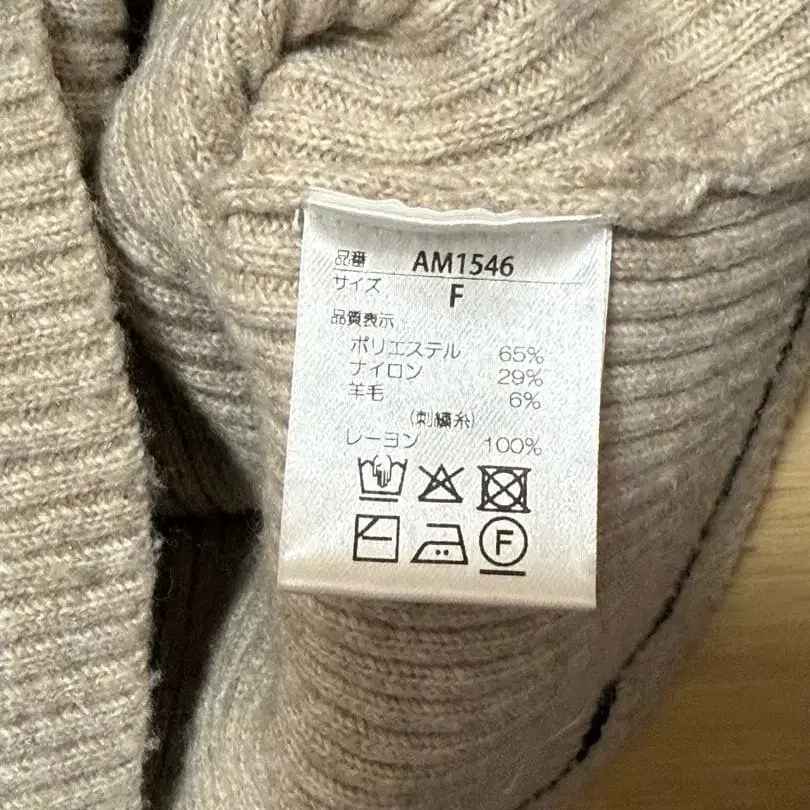 品番 AM1546
サイズ F
品質表示
ポリエステル 65%
ナイロン 29%
羊毛 6%
(刺繍糸)
レーヨン 100%
F